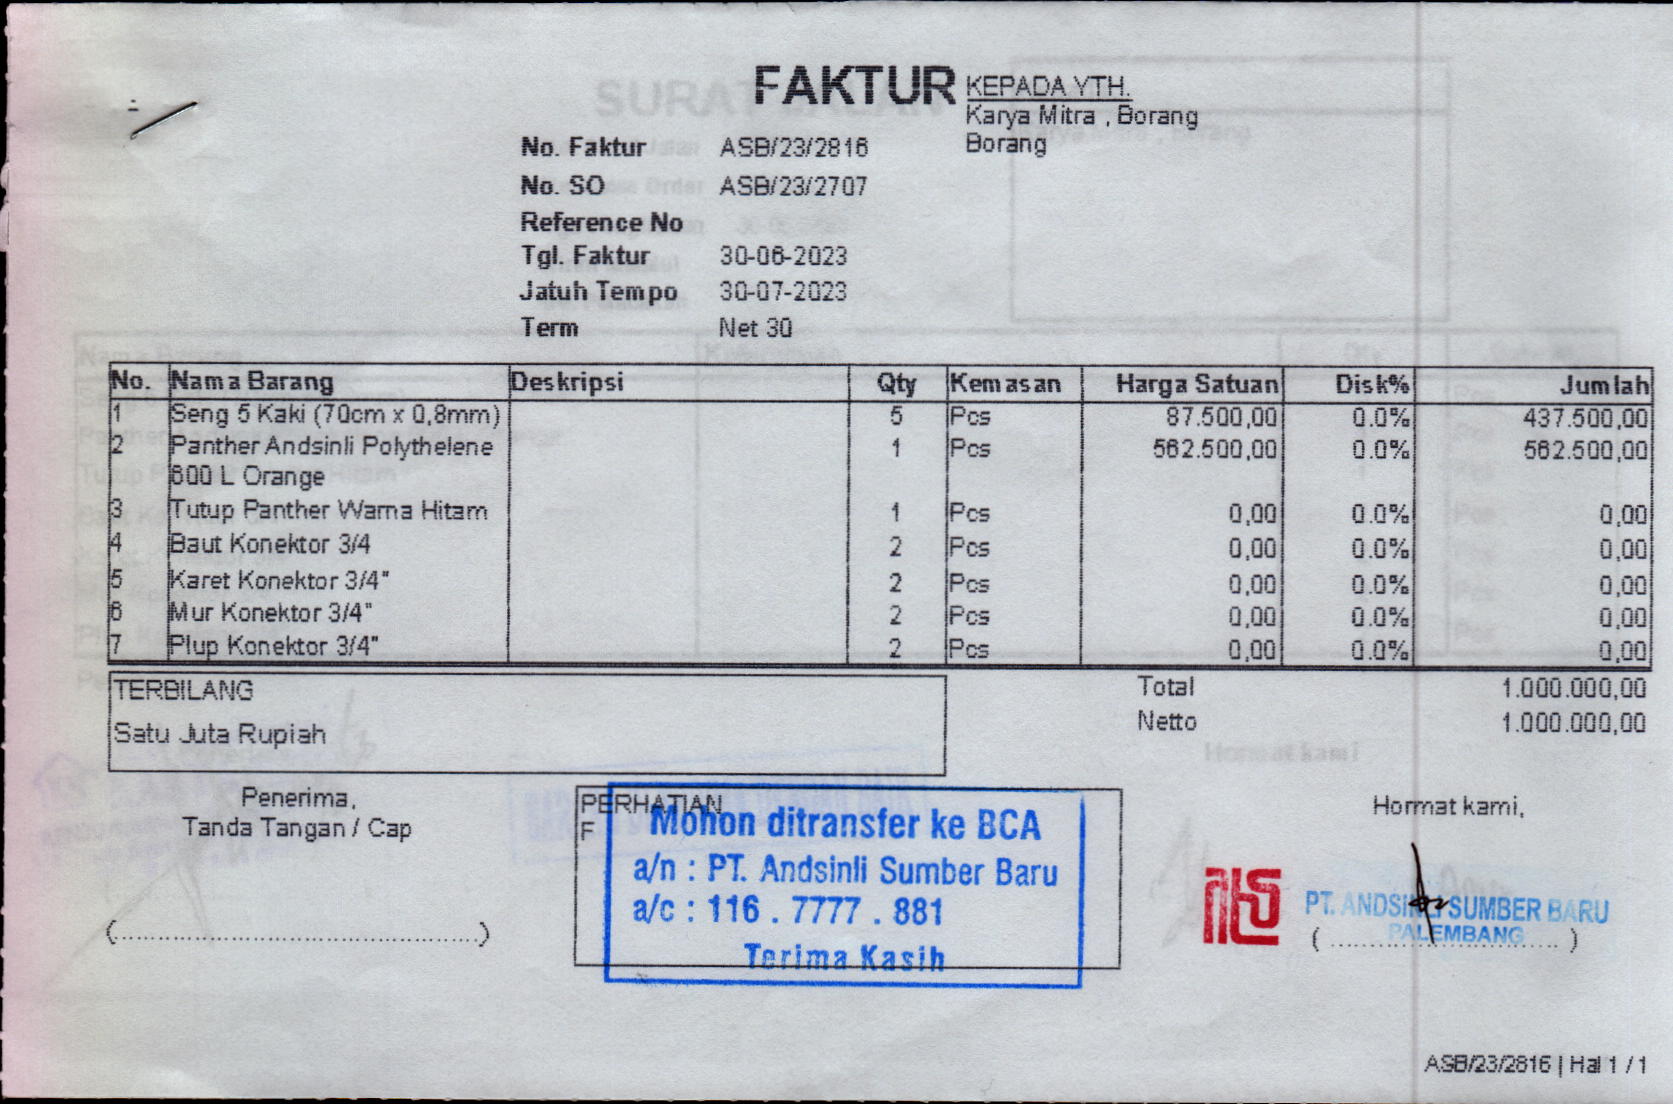 FAKTUR
KEPADA YTH.
Karya Mitra , Borang
Borang
No. Faktur ASB/23/2816
No. SO ASB/23/2707
Reference No
Tgl. Faktur 30-06-2023
Jatuh Tempo 30-07-2023
Term Net 30
No. Nama Barang Deskripsi Qty Kemasan Harga Satuan Disk% Jumlah
1 Seng 5 Kaki (70cm x 0,8mm) 5 Pcs 87.500,00 0.0% 437.500,00
2 Panther Andsinli Polythelene 1 Pcs 562.500,00 0.0% 562.500,00
600 L Orange
3 Tutup Panther Warna Hitam 1 Pcs 0,00 0.0% 0,00
4 Baut Konektor 3/4 2 Pcs 0,00 0.0% 0,00
5 Karet Konektor 3/4" 2 Pcs 0,00 0.0% 0,00
6 Mur Konektor 3/4" 2 Pcs 0,00 0.0% 0,00
7 Plup Konektor 3/4" 2 Pcs 0,00 0.0% 0,00
TERBILANG
Satu Juta Rupiah
Total 1.000.000,00
Netto 1.000.000,00
Penerima,
Tanda Tangan / Cap
(..........................................)
PERHATIAN
F
Mohon ditransfer ke BCA
a/n : PT. Andsinli Sumber Baru
a/c : 116 . 7777 . 881
Terima Kasih
Hormat kami,
PT. ANDSINLI SUMBER BARU
PALEMBANG
( .......................... )
ASB/23/2816 | Hal 1 / 1